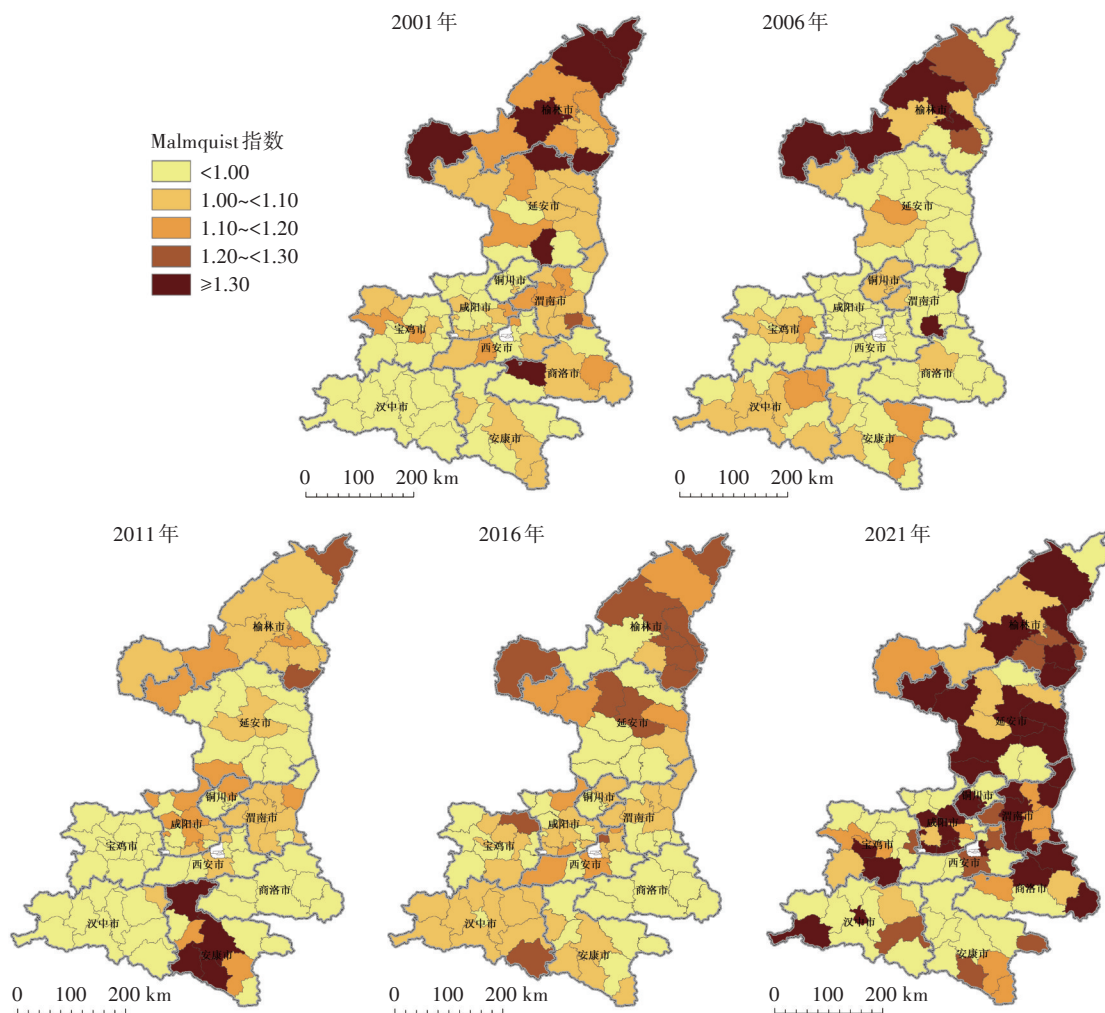 2001年
2006年
Malmquist指数
<1.00
1.00~<1.10
1.10~<1.20
1.20~<1.30
≥1.30
榆林市
延安市
铜川市
渭南市
咸阳市
宝鸡市
西安市
商洛市
汉中市
安康市
0 100 200 km
榆林市
延安市
铜川市
渭南市
咸阳市
宝鸡市
西安市
商洛市
汉中市
安康市
0 100 200 km
2011年
2016年
2021年
榆林市
延安市
铜川市
渭南市
咸阳市
宝鸡市
西安市
商洛市
汉中市
安康市
0 100 200 km
榆林市
延安市
铜川市
渭南市
咸阳市
宝鸡市
西安市
商洛市
汉中市
安康市
0 100 200 km
榆林市
延安市
铜川市
渭南市
咸阳市
宝鸡市
西安市
商洛市
汉中市
安康市
0 100 200 km